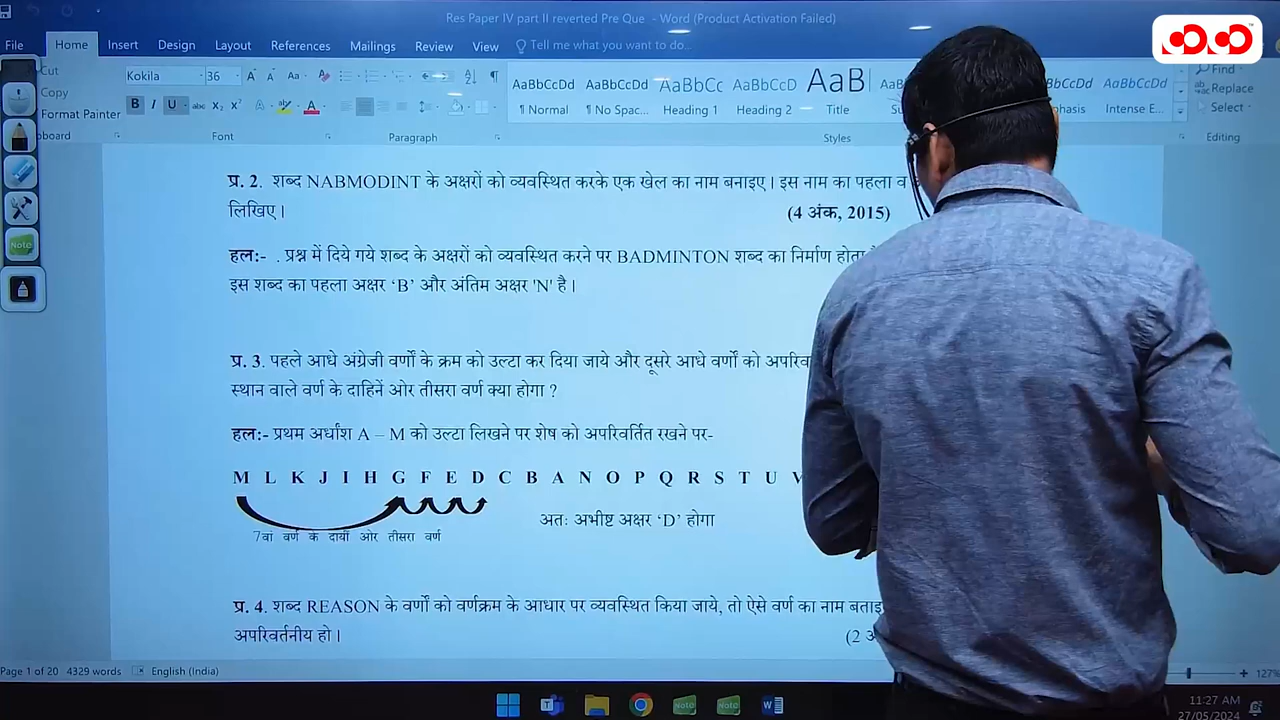 Res Paper IV part II reverted Pre Que - Word (Product Activation Failed)
File Home Insert Design Layout References Mailings Review View Tell me what you want to do...
Cut
Copy
Format Painter
Kokila 36
AaBbCcDd AaBbCcDd AaBbCc AaBbCcD AaB AaBbCcDd
¶ Normal ¶ No Spac... Heading 1 Heading 2 Title Intense E...
Find
Replace
Select
Font Paragraph Styles Editing
प्र. 2. शब्द NABMODINT के अक्षरों को व्यवस्थित करके एक खेल का नाम बनाइए। इस नाम का पहला व
लिखिए। (4 अंक, 2015)
हल:- . प्रश्न में दिये गये शब्द के अक्षरों को व्यवस्थित करने पर BADMINTON शब्द का निर्माण होता
इस शब्द का पहला अक्षर ‘B’ और अंतिम अक्षर 'N' है।
प्र. 3. पहले आधे अंग्रेजी वर्णों के क्रम को उल्टा कर दिया जाये और दूसरे आधे वर्णों को
स्थान वाले वर्ण के दाहिनें ओर तीसरा वर्ण क्या होगा ?
हल:- प्रथम अर्धांश A – M को उल्टा लिखने पर शेष को अपरिवर्तित रखने पर-
M L K J I H G F E D C B A N O P Q R S T U V
7वां वर्ण के दायीं ओर तीसरा वर्ण अतः अभीष्ट अक्षर ‘D’ होगा
प्र. 4. शब्द REASON के वर्णों को वर्णक्रम के आधार पर व्यवस्थित किया जाये, तो ऐसे वर्ण का नाम
अपरिवर्तनीय हो। (2
Page 1 of 20 4329 words English (India) 127%
Note
Note Note
11:27 AM
27/05/2024